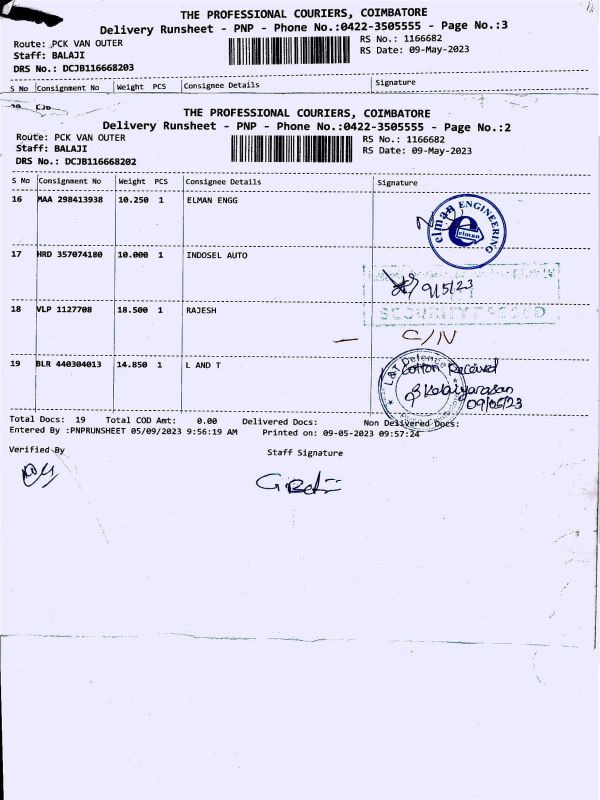 THE PROFESSIONAL COURIERS, COIMBATORE
Delivery Runsheet - PNP - Phone No.:0422-3505555 - Page No.:3
Route: PCK VAN OUTER
RS No.: 1166682
Staff: BALAJI
RS Date: 09-May-2023
DRS No.: DCJB116668203
S No Consignment No Weight PCS Consignee Details Signature
THE PROFESSIONAL COURIERS, COIMBATORE
Delivery Runsheet - PNP - Phone No.:0422-3505555 - Page No.:2
Route: PCK VAN OUTER
RS No.: 1166682
Staff: BALAJI
RS Date: 09-May-2023
DRS No.: DCJB116668202
S No Consignment No Weight PCS Consignee Details Signature
16 MAA 298413938 10.250 1 ELMAN ENGG
elman ENGINEERING
elman
17 HRD 357074180 10.000 1 INDOSEL AUTO
9/5/23
18 VLP 1127708 18.500 1 RAJESH
SECURITY PASSED
C/N
19 BLR 440304013 14.850 1 L AND T
L&T Defence
Cotton Received
Kalaiyarasan
09/05/23
Total Docs: 19 Total COD Amt: 0.00 Delivered Docs: Non Delivered Docs:
Entered By :PNPRUNSHEET 05/09/2023 9:56:19 AM Printed on: 09-05-2023 09:57:24
Verified By
Staff Signature